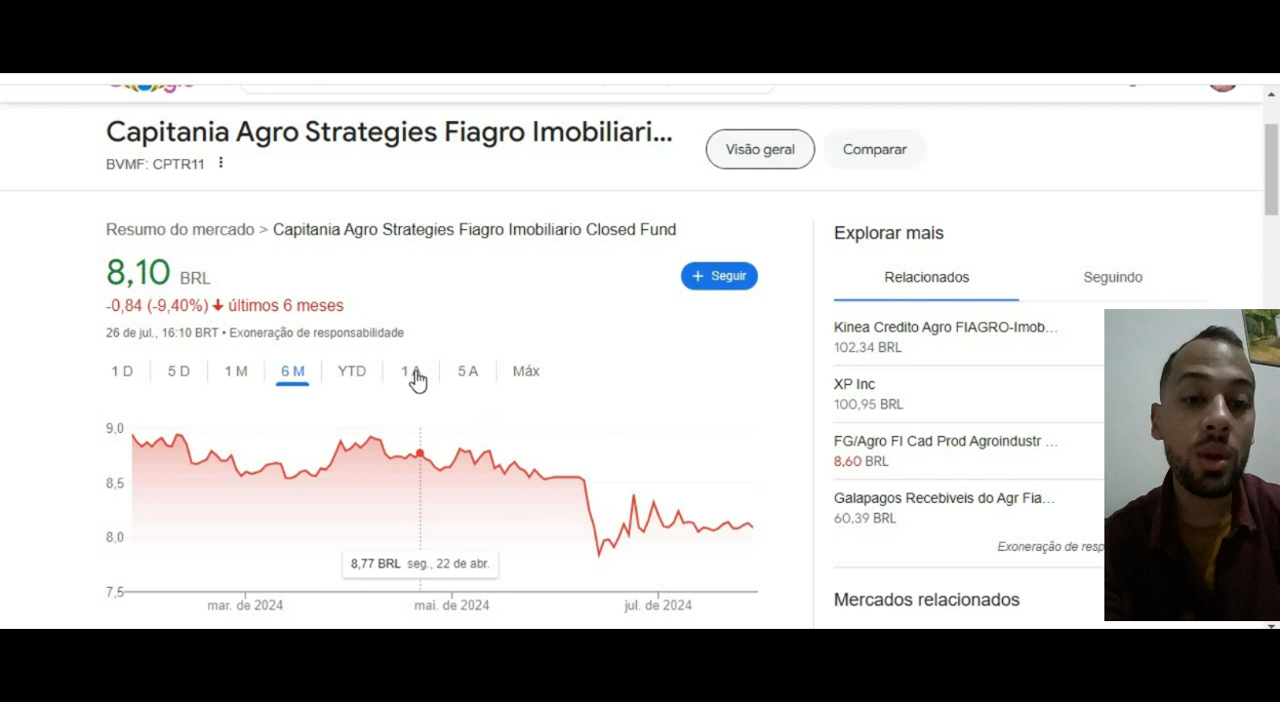 Capitania Agro Strategies Fiagro Imobiliari...
BVMF: CPTR11
Visão geral
Comparar
Resumo do mercado > Capitania Agro Strategies Fiagro Imobiliario Closed Fund
8,10 BRL
+ Seguir
-0,84 (-9,40%) ↓ últimos 6 meses
26 de jul., 16:10 BRT • Exoneração de responsabilidade
1 D 5 D 1 M 6 M YTD 5 A Máx
9,0
8,5
8,0
7,5
8,77 BRL seg., 22 de abr.
mar. de 2024 mai. de 2024 jul. de 2024
Explorar mais
Relacionados Seguindo
Kinea Credito Agro FIAGRO-Imob...
102,34 BRL
XP Inc
100,95 BRL
FG/Agro FI Cad Prod Agroindustr ...
8,60 BRL
Galapagos Recebiveis do Agr Fia...
60,39 BRL
Exoneração de resp
Mercados relacionados